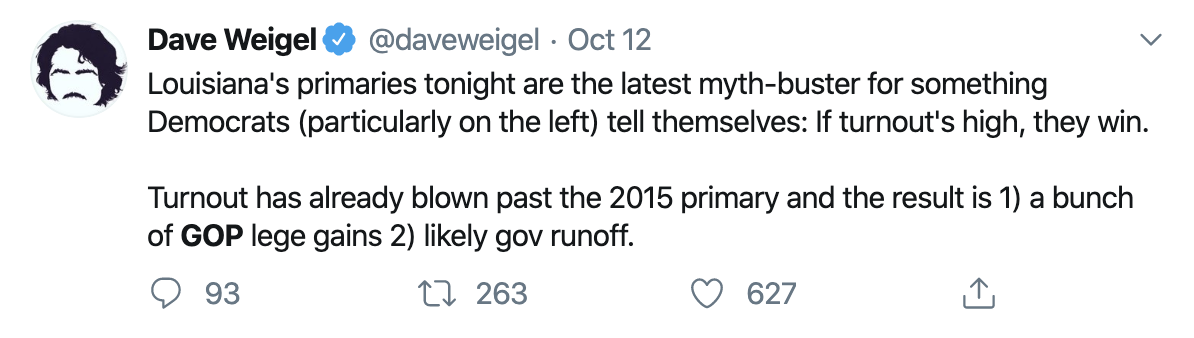 Dave Weigel @daveweigel · Oct 12
Louisiana's primaries tonight are the latest myth-buster for something
Democrats (particularly on the left) tell themselves: If turnout's high, they win.
Turnout has already blown past the 2015 primary and the result is 1) a bunch
of GOP lege gains 2) likely gov runoff.
93 263 627